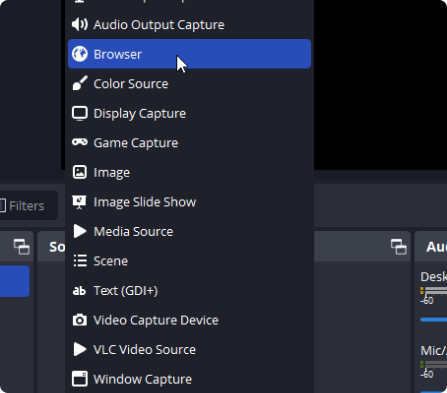 Audio Output Capture
Browser
Color Source
Display Capture
Game Capture
Image
Filters
Image Slide Show
Media Source
So
Au
Scene
Desk
ab Text (GDI+)
-60
Video Capture Device
VLC Video Source
Mic/
-60
Window Capture